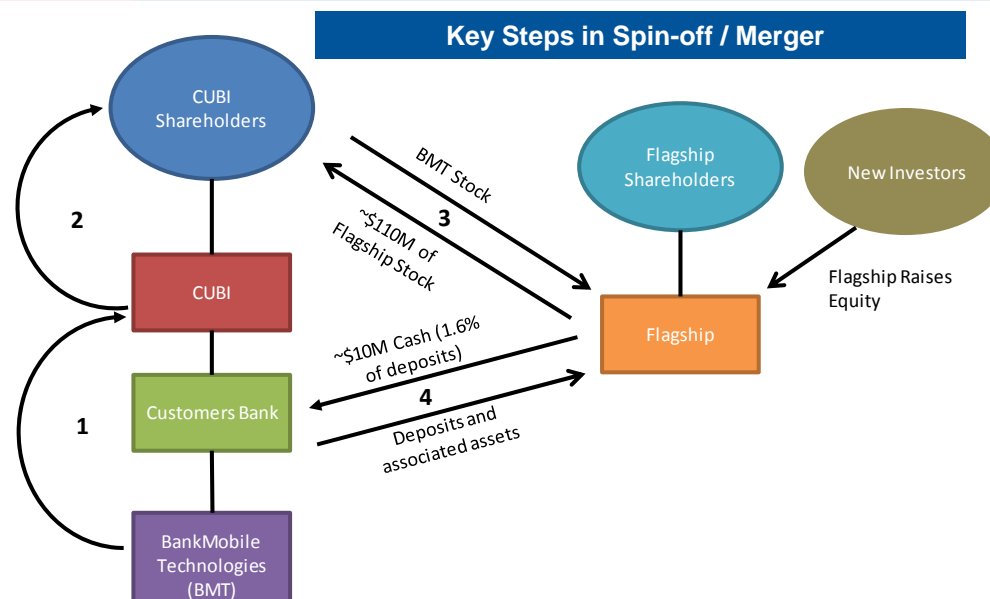 Key Steps in Spin-off / Merger
CUBI
Shareholders
2
CUBI
Customers Bank
1
BankMobile
Technologies
(BMT)
BMT Stock
3
~$110M of
Flagship Stock
~$10M Cash (1.6%
of deposits)
4
Deposits and
associated assets
Flagship
Shareholders
New Investors
Flagship Raises
Equity
Flagship